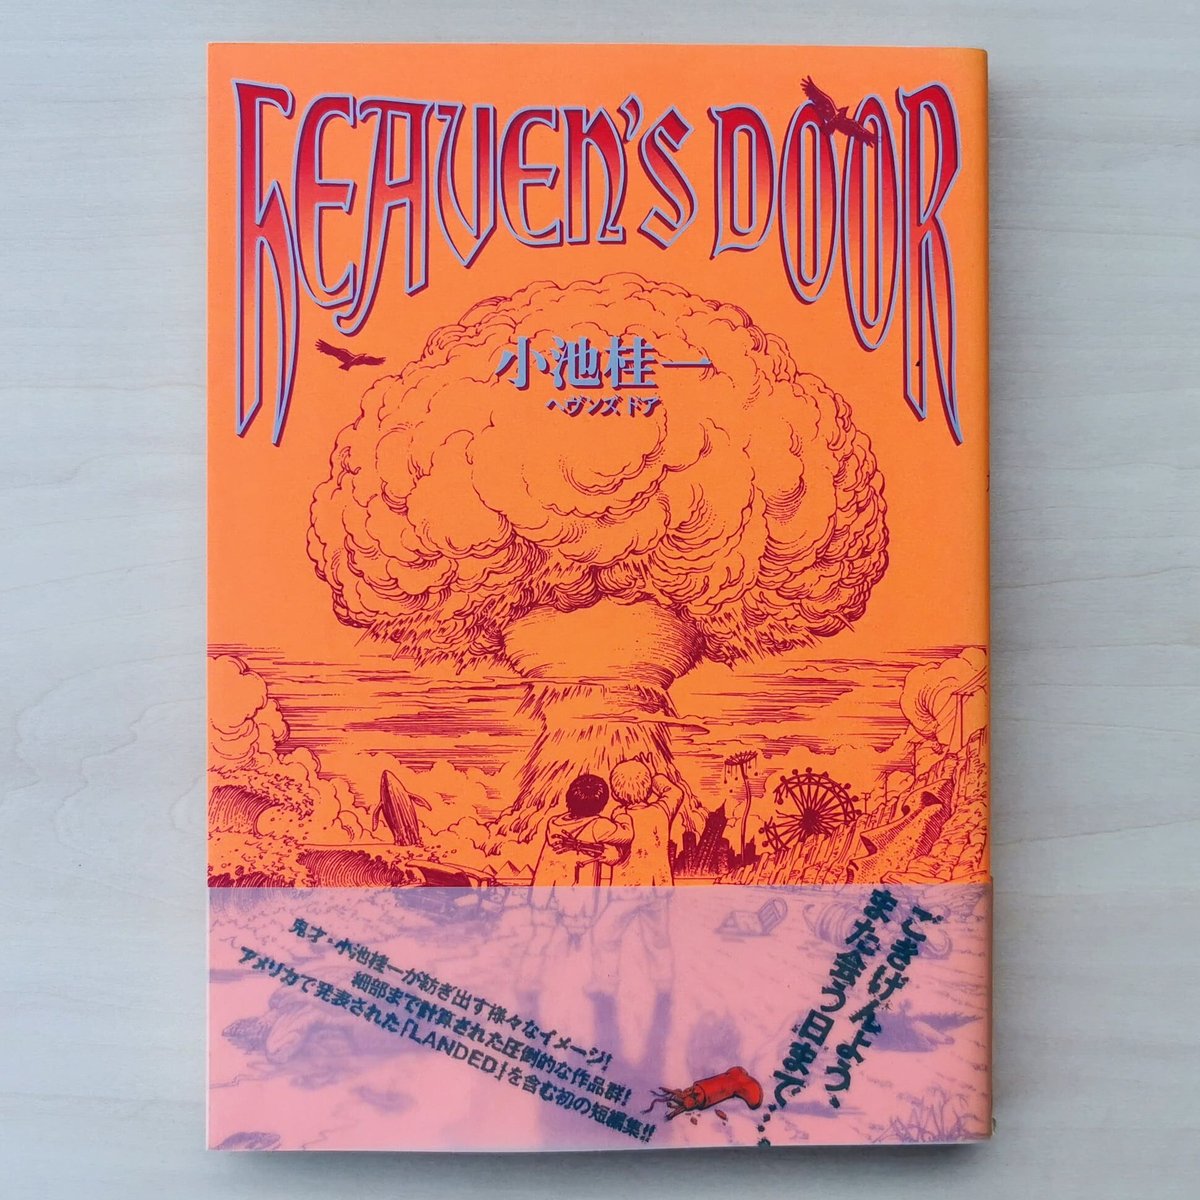 HEAVEN'S DOOR
小池桂一
ヘヴンズ ドア
ごきげんよう、
また会う日まで…
鬼才・小池桂一が紡ぎ出す様々なイメージ!
細部まで計算された圧倒的な作品群!
アメリカで発表された「LANDED」を含む初の短編集!!